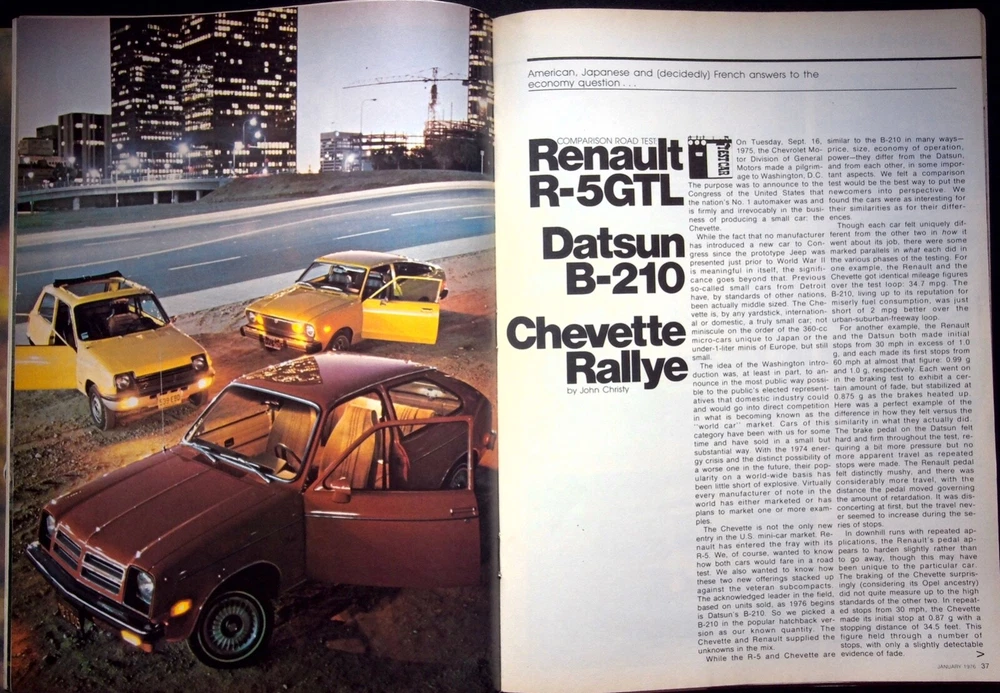 American, Japanese and (decidedly) French answers to the
economy question . . .
COMPARISON ROAD TEST
Renault
R-5GTL
Datsun
B-210
Chevette
Rallye
by John Christy
On Tuesday, Sept. 16,
1975, the Chevrolet Mo-
tor Division of General
Motors made a pilgrim-
age to Washington, D.C.
The purpose was to announce to the
Congress of the United States that
the nation's No. 1 automaker was and
is firmly and irrevocably in the busi-
ness of producing a small car: the
Chevette.
While the fact that no manufacturer
has introduced a new car to Con-
gress since the prototype Jeep was
presented just prior to World War II
is meaningful in itself, the signifi-
cance goes beyond that. Previous
so-called small cars from Detroit
have, by standards of other nations,
been actually middle sized. The Che-
vette is, by any yardstick, internation-
al or domestic, a truly small car; not
miniscule on the order of the 360-cc
micro-cars unique to Japan or the
under-1-liter minis of Europe, but still
small.
The idea of the Washington intro-
duction was, at least in part, to an-
nounce in the most public way possi-
ble to the public's elected represent-
atives that domestic industry could
and would go into direct competition
in what is becoming known as the
"world car" market. Cars of this
category have been with us for some
time and have sold in a small but
substantial way. With the 1974 ener-
gy crisis and the distinct possibility of
a worse one in the future, their pop-
ularity on a world-wide basis has
been little short of explosive. Virtually
every manufacturer of note in the
world has either marketed or has
plans to market one or more exam-
ples.
The Chevette is not the only new
entry in the U.S. mini-car market. Re-
nault has entered the fray with its
R-5. We, of course, wanted to know
how both cars would fare in a road
test. We also wanted to know how
these two new offerings stacked up
against the veteran subcompacts.
The acknowledged leader in the field,
based on units sold, as 1976 begins
is Datsun's B-210. So we picked a
B-210 in the popular hatchback ver-
sion as our known quantity. The
Chevette and Renault supplied the
unknowns in the mix.
While the R-5 and Chevette are
similar to the B-210 in many ways—
price, size, economy of operation,
power—they differ from the Datsun,
and from each other, in some impor-
tant aspects. We felt a comparison
test would be the best way to put the
newcomers into perspective. We
found the cars were as interesting for
their similarities as for their differ-
ences.
Though each car felt uniquely dif-
ferent from the other two in how it
went about its job, there were some
marked parallels in what each did in
the various phases of the testing. For
one example, the Renault and the
Chevette got identical mileage figures
over the test loop: 34.7 mpg. The
B-210, living up to its reputation for
miserly fuel consumption, was just
short of 2 mpg better over the
urban-suburban-freeway loop.
For another example, the Renault
and the Datsun both made initial
stops from 30 mph in excess of 1.0
g, and each made its first stops from
60 mph at almost that figure: 0.99 g
and 1.0 g, respectively. Each went on
in the braking test to exhibit a cer-
tain amount of fade, but stabilized at
0.875 g as the brakes heated up.
Here was a perfect example of the
difference in how they felt versus the
similarity in what they actually did.
The brake pedal on the Datsun felt
hard and firm throughout the test, re-
quiring a bit more pressure but no
more apparent travel as repeated
stops were made. The Renault pedal
felt distinctly mushy, and there was
considerably more travel, with the
distance the pedal moved governing
the amount of retardation. It was dis-
concerting at first, but the travel nev-
er seemed to increase during the se-
ries of stops.
In downhill runs with repeated ap-
plications, the Renault's pedal ap-
pears to harden slightly rather than
to go away, though this may have
been unique to the particular car.
The braking of the Chevette surpris-
ingly (considering its Opel ancestry)
did not quite measure up to the high
standards of the other two. In repeat-
ed stops from 30 mph, the Chevette
made its initial stop at 0.87 g with a
stopping distance of 34.5 feet. This
figure held through a number of
stops, with only a slightly detectable
evidence of fade.
JANUARY 1976 37